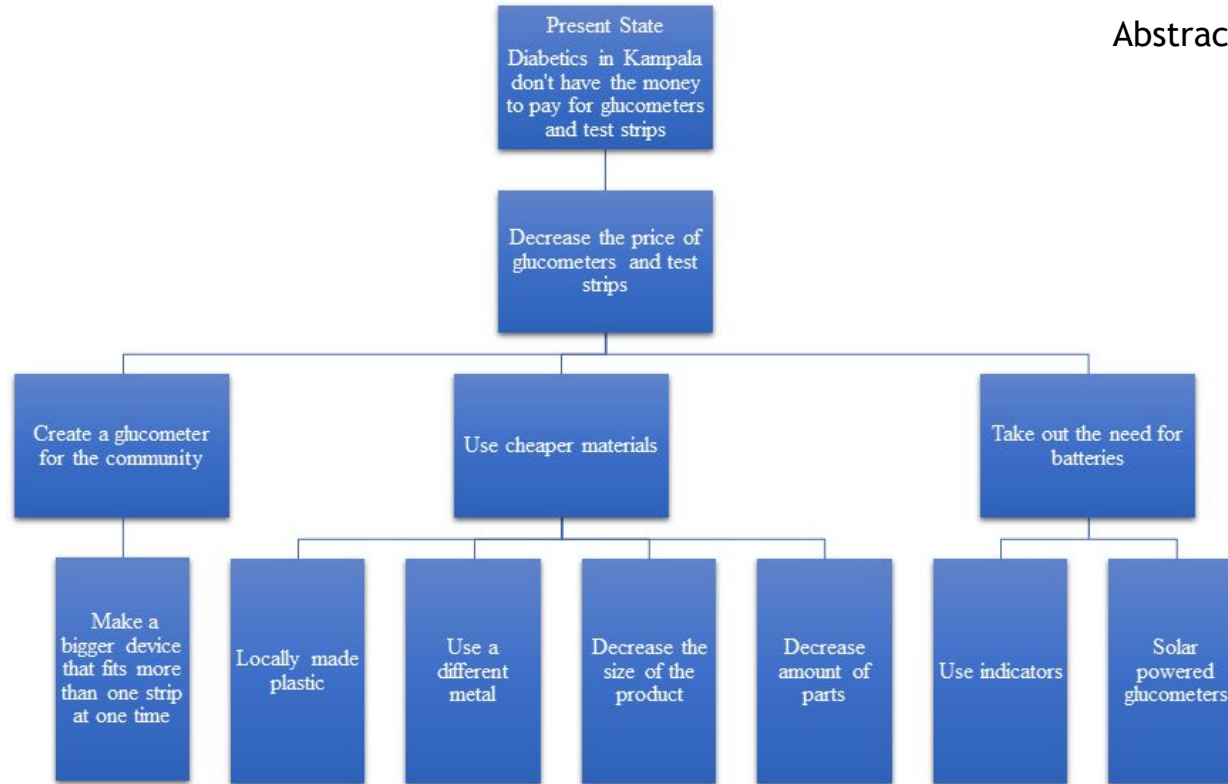 Abstrac
Present State
Diabetics in Kampala
don't have the money
to pay for glucometers
and test strips
Decrease the price of
glucometers and test
strips
Create a glucometer
for the community
Use cheaper materials
Take out the need for
batteries
Make a
bigger device
that fits more
than one strip
at one time
Locally made
plastic
Use a
different
metal
Decrease the
size of the
product
Decrease
amount of
parts
Use indicators
Solar
powered
glucometers